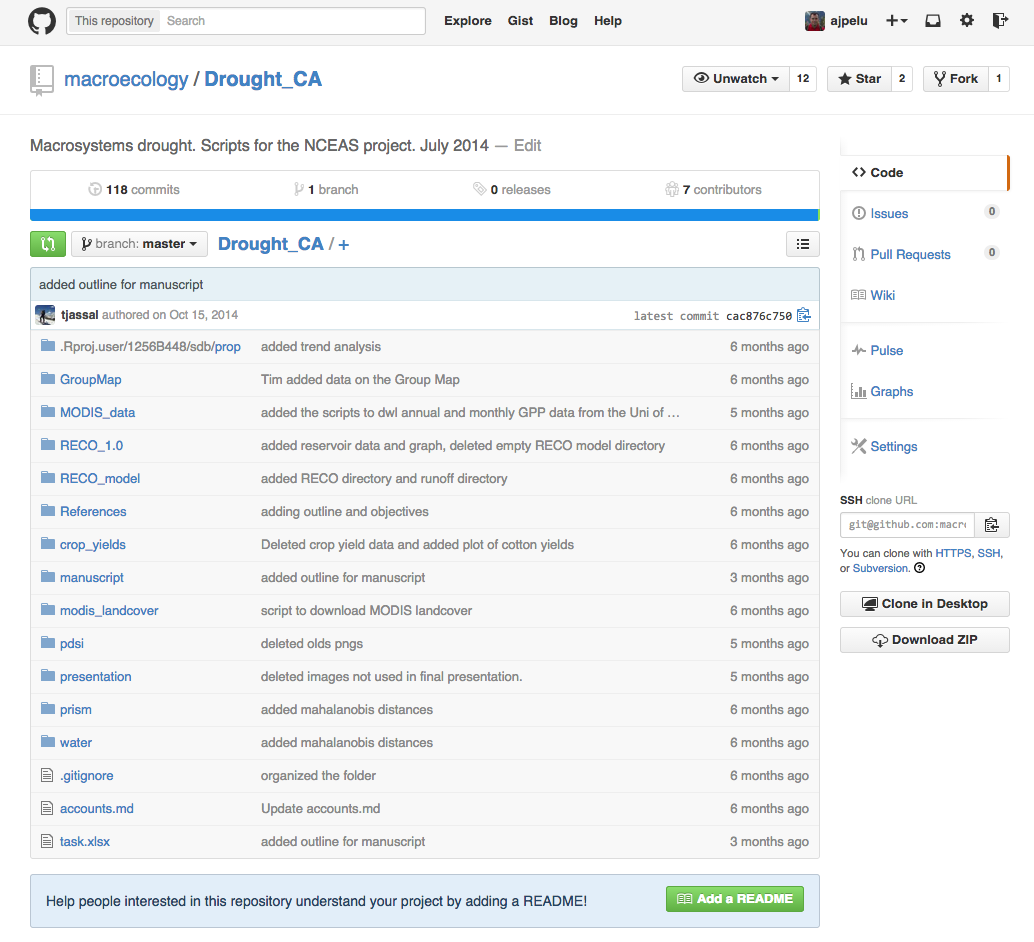 This repository Search Explore Gist Blog Help ajpelu +
macroecology / Drought_CA Unwatch 12 Star 2 Fork 1
Macrosystems drought. Scripts for the NCEAS project. July 2014 — Edit
118 commits 1 branch 0 releases 7 contributors
branch: master Drought_CA / +
added outline for manuscript
tjassal authored on Oct 15, 2014 latest commit cac876c750
.Rproj.user/1256B448/sdb/prop added trend analysis 6 months ago
GroupMap Tim added data on the Group Map 6 months ago
MODIS_data added the scripts to dwl annual and monthly GPP data from the Uni of … 5 months ago
RECO_1.0 added reservoir data and graph, deleted empty RECO model directory 6 months ago
RECO_model added RECO directory and runoff directory 6 months ago
References adding outline and objectives 6 months ago
crop_yields Deleted crop yield data and added plot of cotton yields 6 months ago
manuscript added outline for manuscript 3 months ago
modis_landcover script to download MODIS landcover 6 months ago
pdsi deleted olds pngs 5 months ago
presentation deleted images not used in final presentation. 5 months ago
prism added mahalanobis distances 6 months ago
water added mahalanobis distances 6 months ago
.gitignore organized the folder 6 months ago
accounts.md Update accounts.md 6 months ago
task.xlsx added outline for manuscript 3 months ago
Help people interested in this repository understand your project by adding a README! Add a README
Code
Issues 0
Pull Requests 0
Wiki
Pulse
Graphs
Settings
SSH clone URL
git@github.com:macr
You can clone with HTTPS, SSH,
or Subversion.
Clone in Desktop
Download ZIP